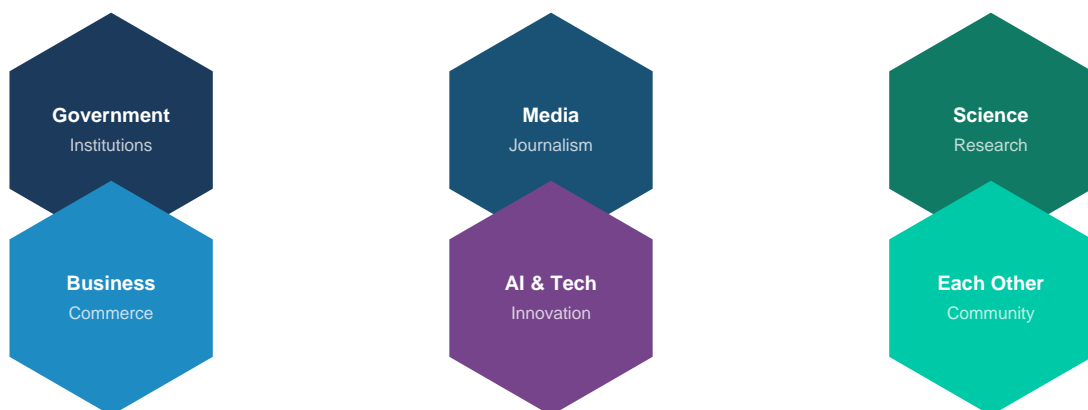 Government
Institutions
Media
Journalism
Science
Research
Business
Commerce
AI & Tech
Innovation
Each Other
Community